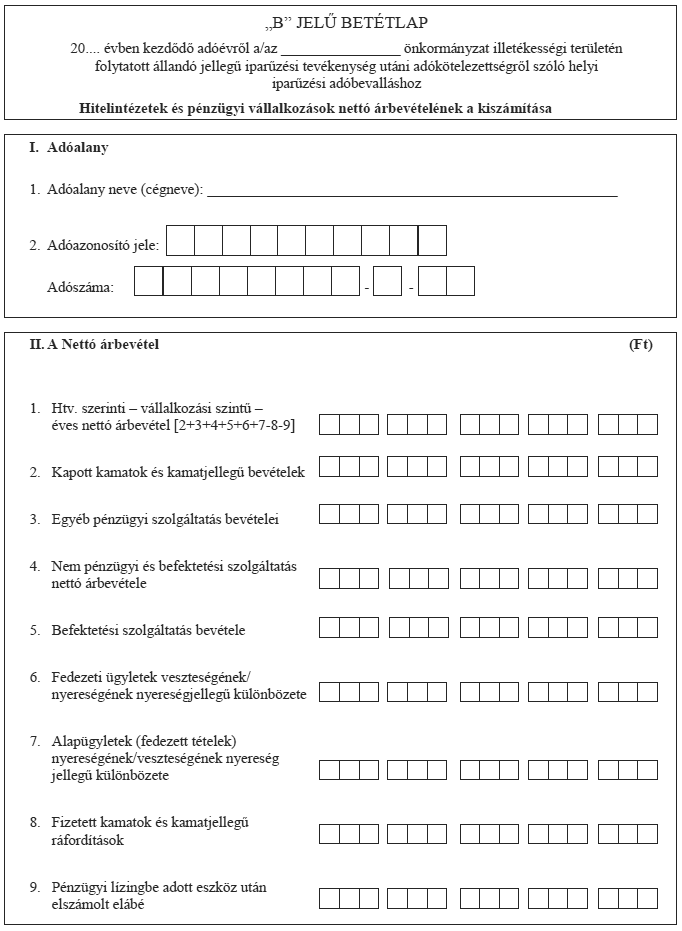 „B” JELŰ BETÉTLAP
20.... évben kezdődő adóévről a/az ________________ önkormányzat illetékességi területén
folytatott állandó jellegű iparűzési tevékenység utáni adókötelezettségről szóló helyi
iparűzési adóbevalláshoz
Hitelintézetek és pénzügyi vállalkozások nettó árbevételének a kiszámítása
I. Adóalany
1. Adóalany neve (cégneve): ________________________________________________________
2. Adóazonosító jele:
Adószáma: - -
II. A Nettó árbevétel (Ft)
1. Htv. szerinti – vállalkozási szintű –
éves nettó árbevétel [2+3+4+5+6+7-8-9]
2. Kapott kamatok és kamatjellegű bevételek
3. Egyéb pénzügyi szolgáltatás bevételei
4. Nem pénzügyi és befektetési szolgáltatás
nettó árbevétele
5. Befektetési szolgáltatás bevétele
6. Fedezeti ügyletek veszteségének/
nyereségének nyereségjellegű különbözete
7. Alapügyletek (fedezett tételek)
nyereségének/veszteségének nyereség
jellegű különbözete
8. Fizetett kamatok és kamatjellegű
ráfordítások
9. Pénzügyi lízingbe adott eszköz után
elszámolt elábé